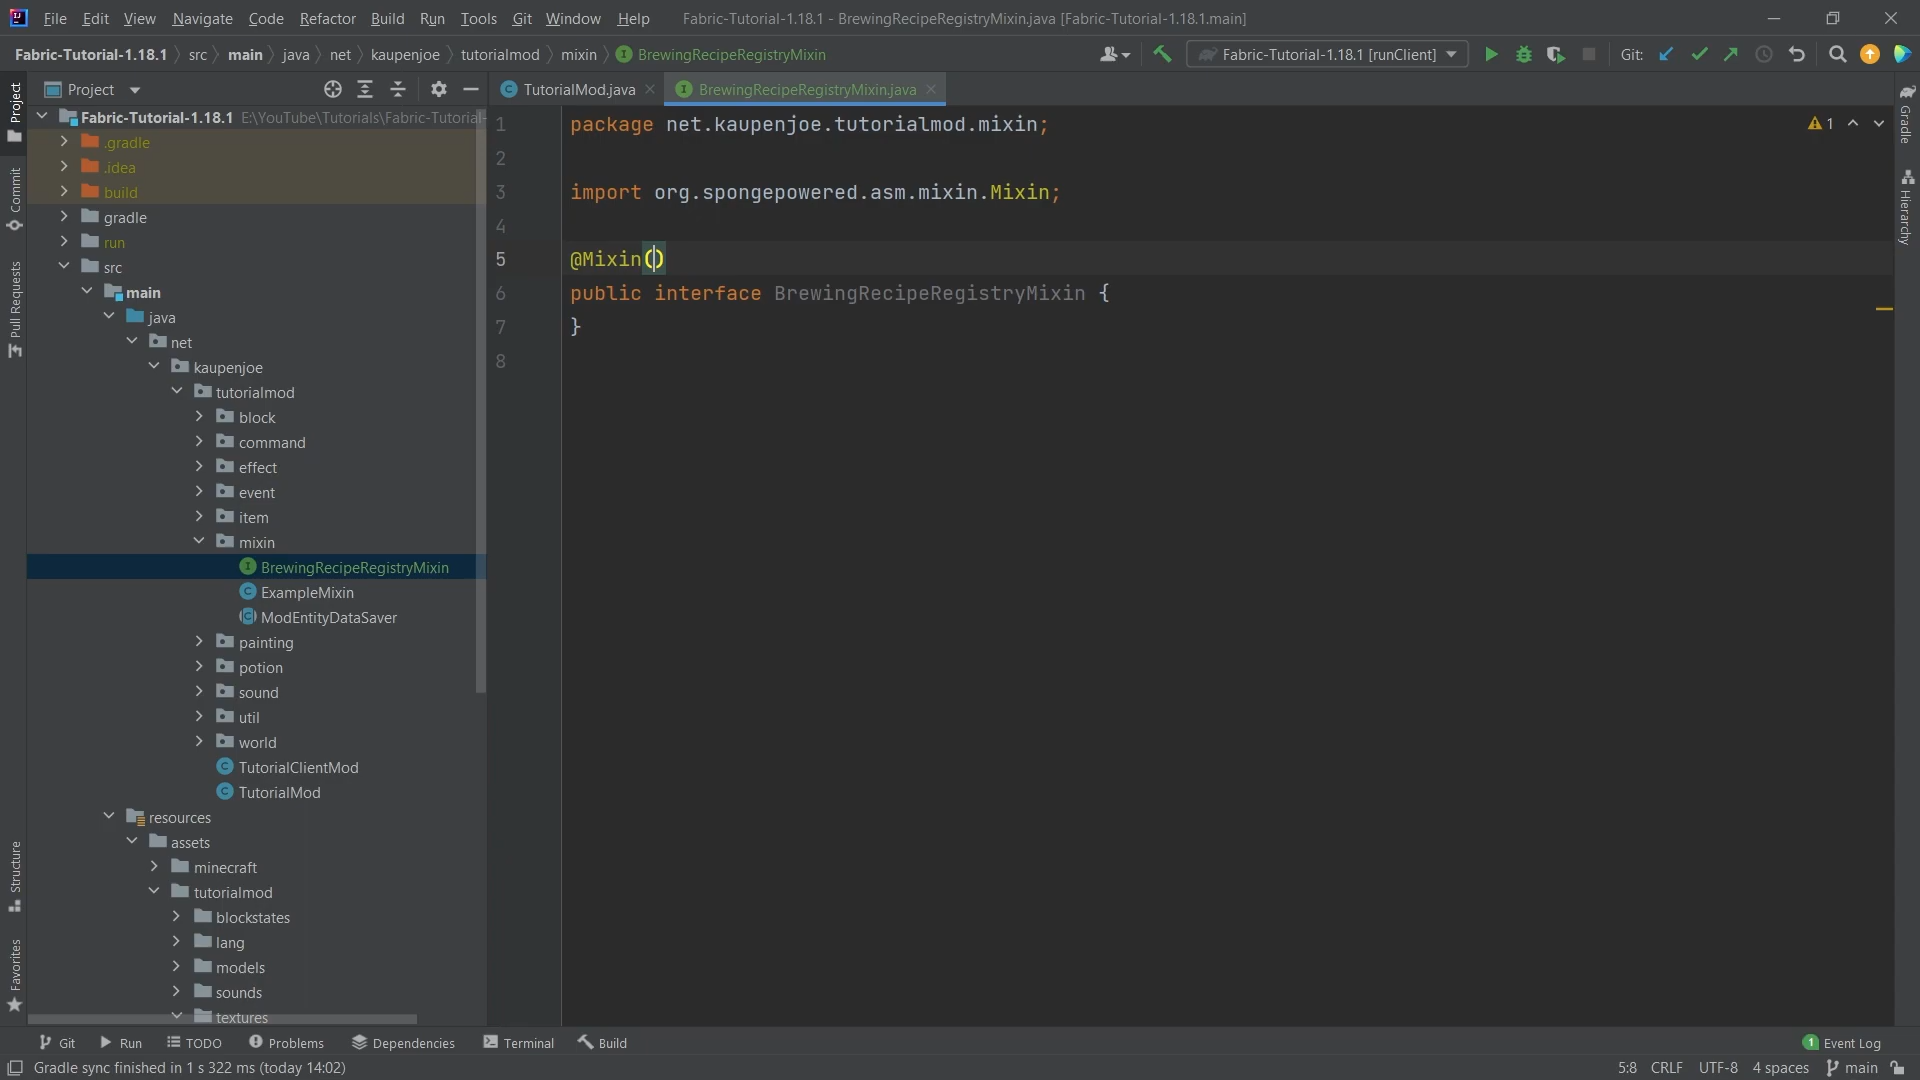 File Edit View Navigate Code Refactor Build Run Tools Git Window Help Fabric-Tutorial-1.18.1 - BrewingRecipeRegistryMixin.java [Fabric-Tutorial-1.18.1.main]
Fabric-Tutorial-1.18.1 src main java net kaupenjoe tutorialmod mixin BrewingRecipeRegistryMixin Fabric-Tutorial-1.18.1 [runClient] Git:
Project TutorialMod.java BrewingRecipeRegistryMixin.java
Project
Commit
Pull Requests
Structure
Favorites
Fabric-Tutorial-1.18.1 E:\YouTube\Tutorials\Fabric-Tutorial-
.gradle
.idea
build
gradle
run
src
main
java
net
kaupenjoe
tutorialmod
block
command
effect
event
item
mixin
BrewingRecipeRegistryMixin
ExampleMixin
ModEntityDataSaver
painting
potion
sound
util
world
TutorialClientMod
TutorialMod
resources
assets
minecraft
tutorialmod
blockstates
lang
models
sounds
textures
1 package net.kaupenjoe.tutorialmod.mixin;
2
3 import org.spongepowered.asm.mixin.Mixin;
4
5 @Mixin()
6 public interface BrewingRecipeRegistryMixin {
7 }
8
1
Gradle
Hierarchy
Git Run TODO Problems Dependencies Terminal Build 1 Event Log
Gradle sync finished in 1 s 322 ms (today 14:02) 5:8 CRLF UTF-8 4 spaces main